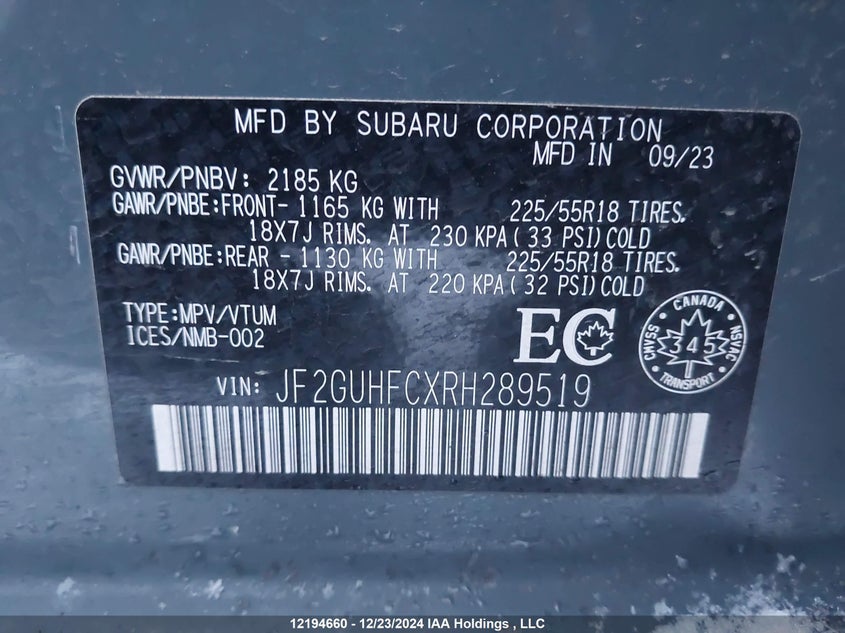 MFD BY SUBARU CORPORATION
MFD IN 09/23
GVWR/PNBV: 2185 KG
GAWR/PNBE:FRONT- 1165 KG WITH 225/55R18 TIRES.
18X7J RIMS. AT 230 KPA( 33 PSI)COLD
GAWR/PNBE:REAR - 1130 KG WITH 225/55R18 TIRES.
18X7J RIMS. AT 220 KPA( 32 PSI)COLD
TYPE:MPV/VTUM
ICES/NMB-002
EC
CANADA
CMVSS
345
NSVAC
TRANSPORT
VIN: JF2GUHFCXRH289519
12194660 - 12/23/2024 IAA Holdings , LLC